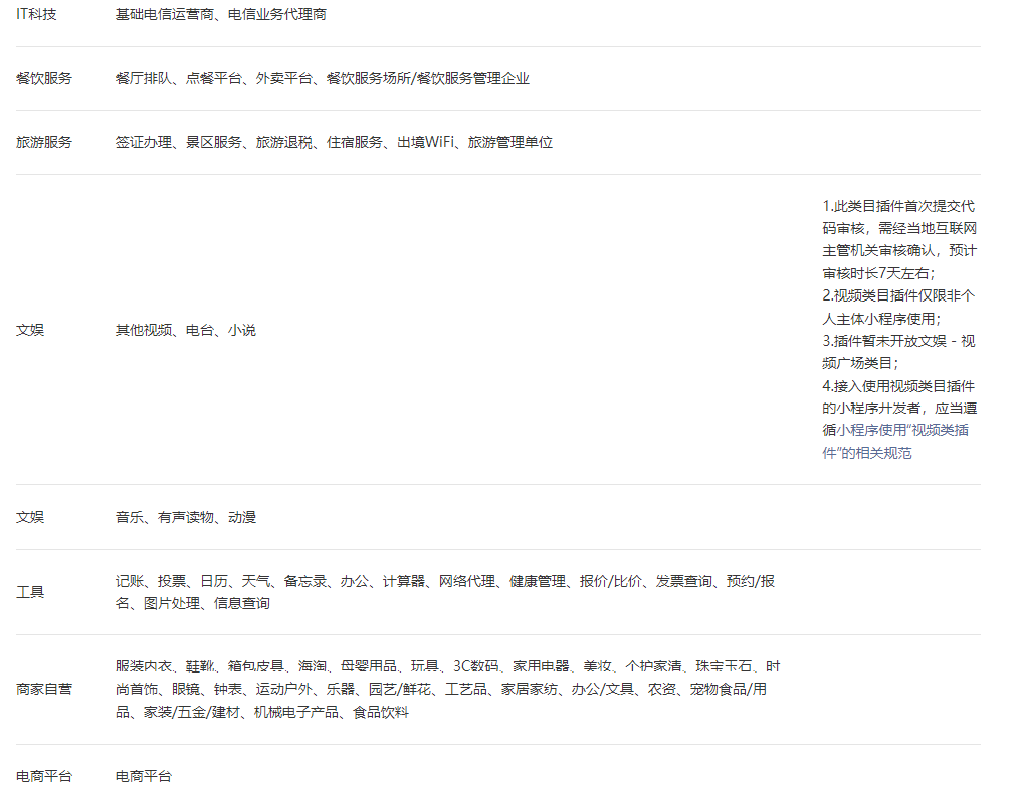 IT科技 基础电信运营商、电信业务代理商
餐饮服务 餐厅排队、点餐平台、外卖平台、餐饮服务场所/餐饮服务管理企业
旅游服务 签证办理、景区服务、旅游退税、住宿服务、出境WiFi、旅游管理单位
文娱 其他视频、电台、小说
1.此类目插件首次提交代
码审核，需经当地互联网
主管机关审核确认，预计
审核时长7天左右；
2.视频类目插件仅限非个
人主体小程序使用；
3.插件暂未开放文娱 - 视
频广场类目；
4.接入使用视频类目插件
的小程序开发者，应当遵
循小程序使用“视频类插
件”的相关规范
文娱 音乐、有声读物、动漫
工具
记账、投票、日历、天气、备忘录、办公、计算器、网络代理、健康管理、报价/比价、发票查询、预约/报
名、图片处理、信息查询
商家自营
服装内衣、鞋靴、箱包皮具、海淘、母婴用品、玩具、3C数码、家用电器、美妆、个护家清、珠宝玉石、时
尚首饰、眼镜、钟表、运动户外、乐器、园艺/鲜花、工艺品、家居家纺、办公/文具、农资、宠物食品/用
品、家装/五金/建材、机械电子产品、食品饮料
电商平台 电商平台